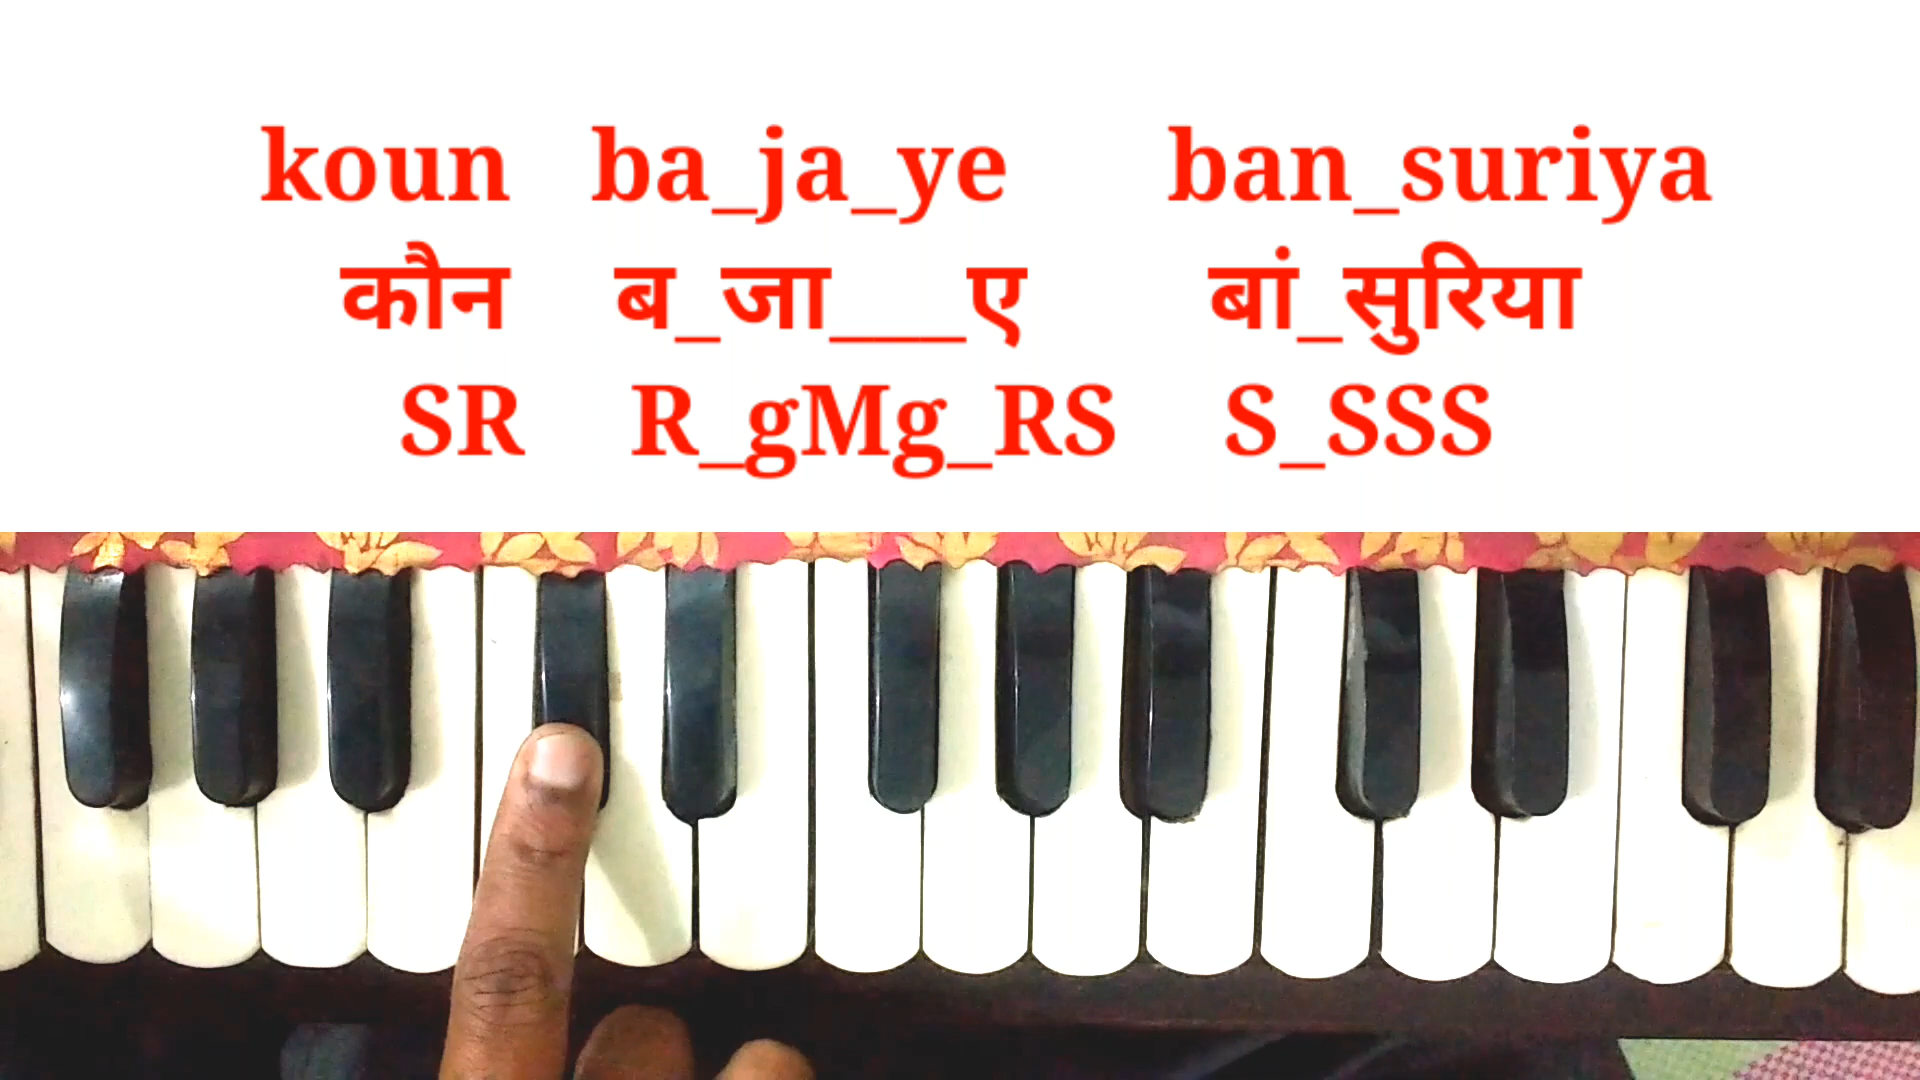 koun ba_ja_ye ban_suriya
कौन ब_जा___ए बां_सुरिया
SR R_gMg_RS S_SSS